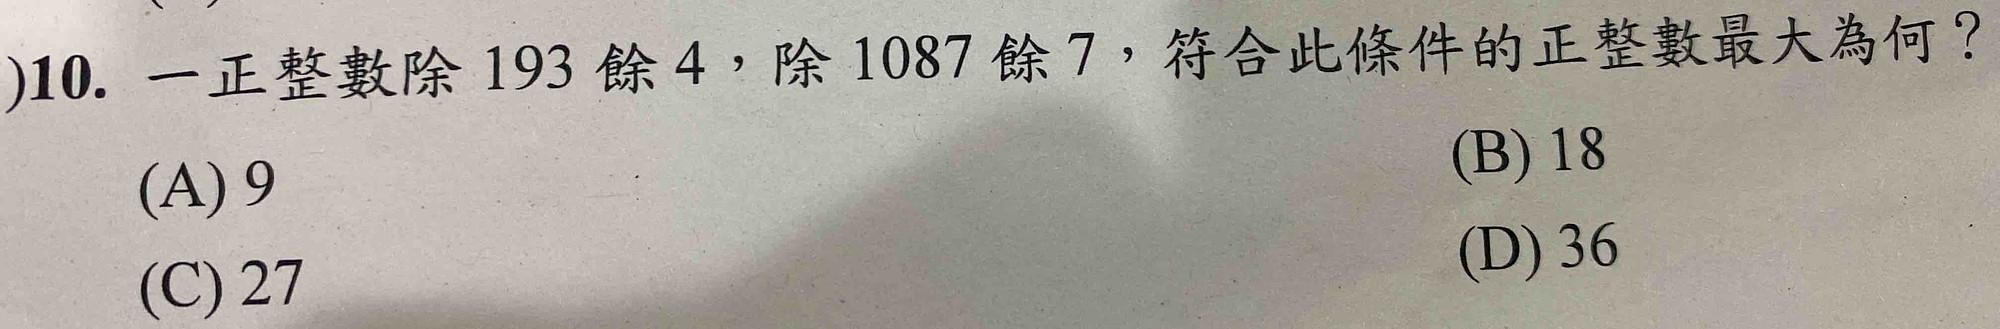 )10. 一正整數除 193 餘 4，除 1087 餘 7，符合此條件的正整數最大為何？
(A) 9
(B) 18
(C) 27
(D) 36